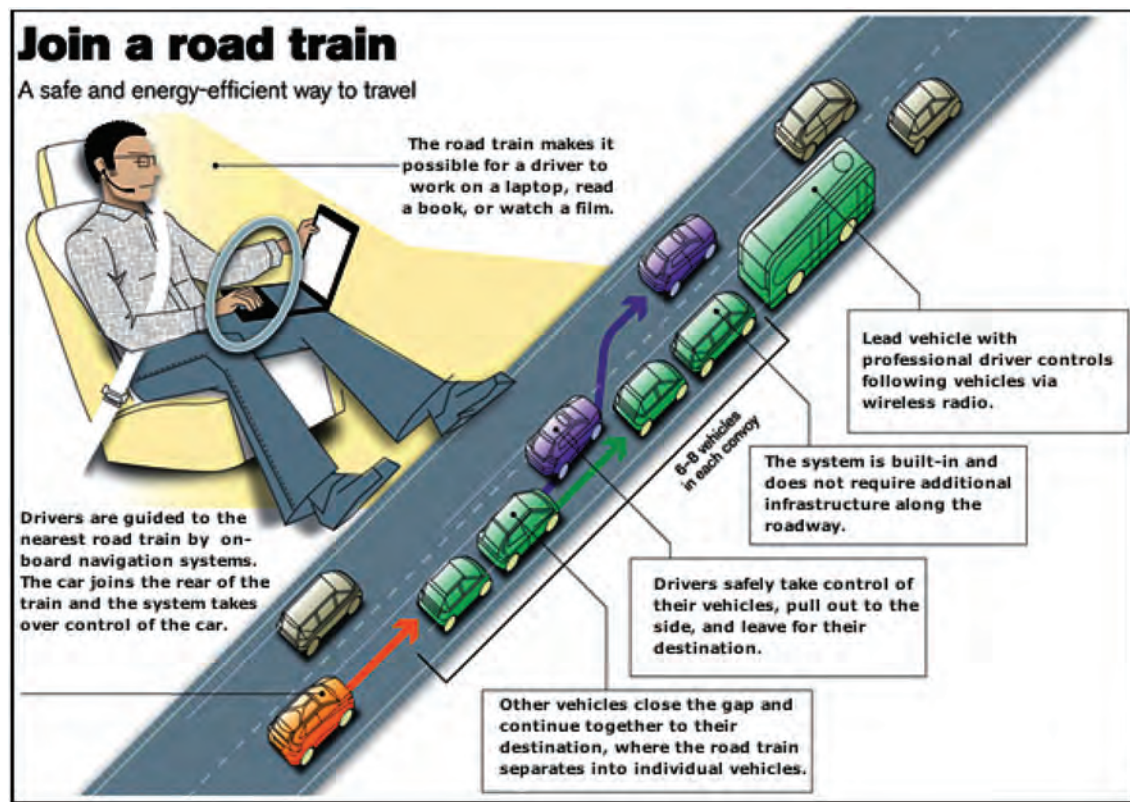 Join a road train
A safe and energy-efficient way to travel
The road train makes it
possible for a driver to
work on a laptop, read
a book, or watch a film.
Lead vehicle with
professional driver controls
following vehicles via
wireless radio.
6–8 vehicles
in each convoy
The system is built-in and
does not require additional
infrastructure along the
roadway.
Drivers are guided to the
nearest road train by on-
board navigation systems.
The car joins the rear of the
train and the system takes
over control of the car.
Drivers safely take control of
their vehicles, pull out to the
side, and leave for their
destination.
Other vehicles close the gap and
continue together to their
destination, where the road train
separates into individual vehicles.